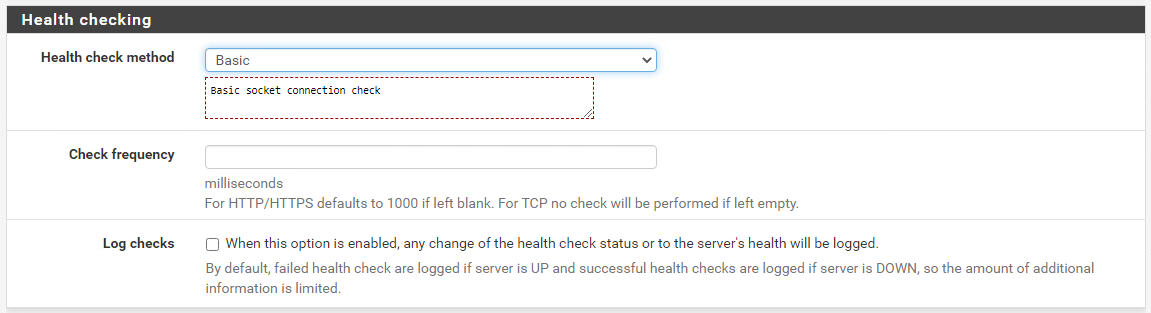 Health checking
Health check method
Basic
Basic socket connection check
Check frequency
milliseconds
For HTTP/HTTPS defaults to 1000 if left blank. For TCP no check will be performed if left empty.
Log checks
When this option is enabled, any change of the health check status or to the server's health will be logged.
By default, failed health check are logged if server is UP and successful health checks are logged if server is DOWN, so the amount of additional
information is limited.